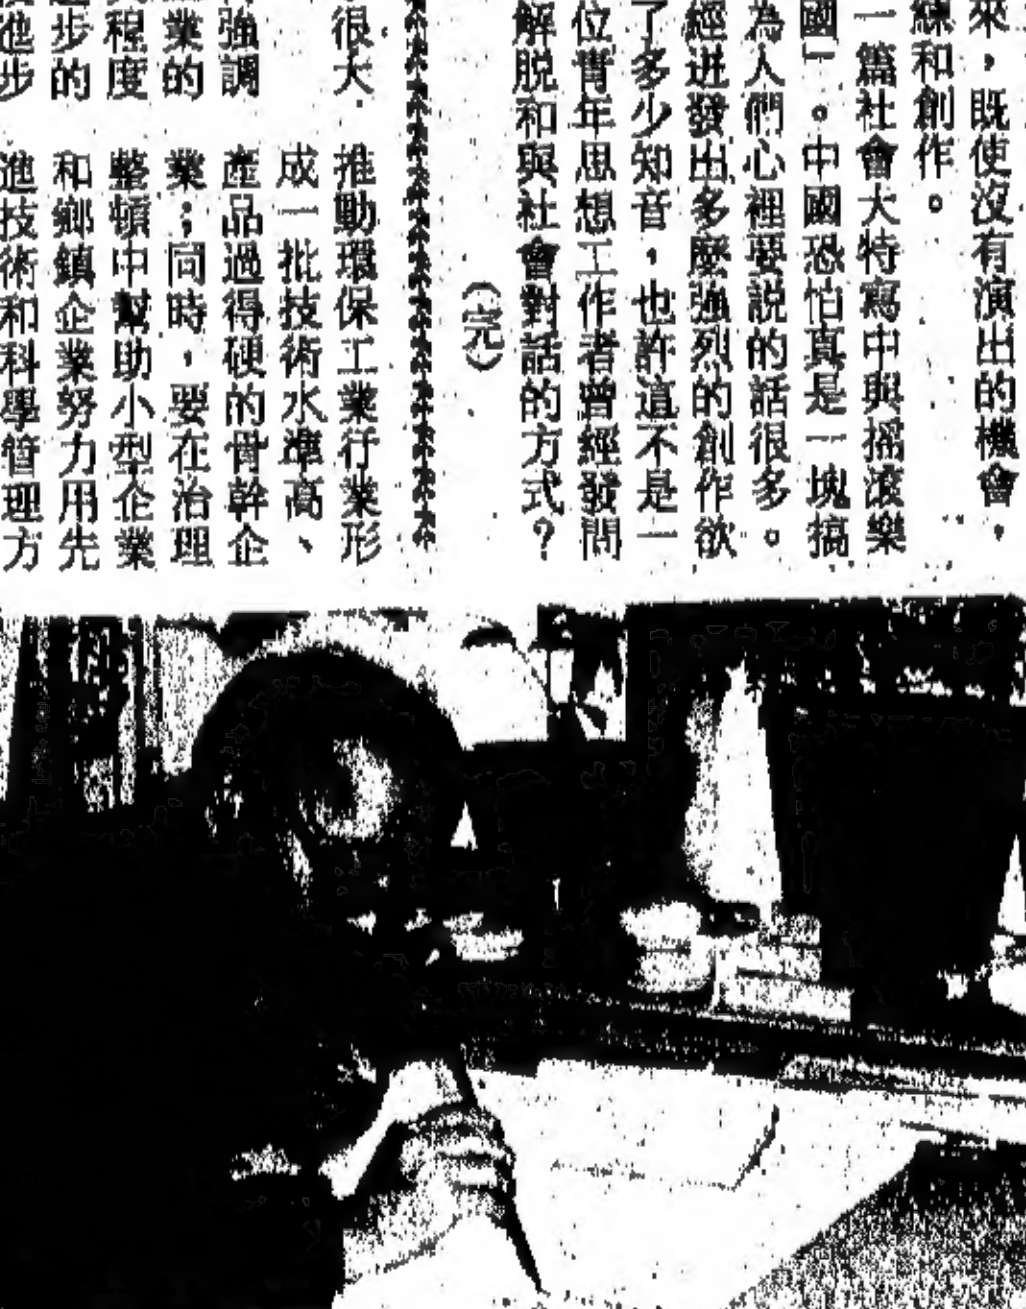 來，既使沒有演出的機會，
練和創作。
一篇社會大特寫中與搖滾樂
國」。中國恐怕真是一塊搞
為人們心裡要説的話很多。
經迸發出多麼強烈的創作欲
了多少知音，也許這不是一
位青年思想工作者曾經發問
解脱和與社會對話的方式？
（完）
很大
推動環保工業行業形
成一批技術水準高、
強調
產品過得硬的骨幹企
業的
業；同時，要在治理
程度
整頓中幫助小型企業
步的
和鄉鎮企業努力用先
進步
進技術和科學管理方